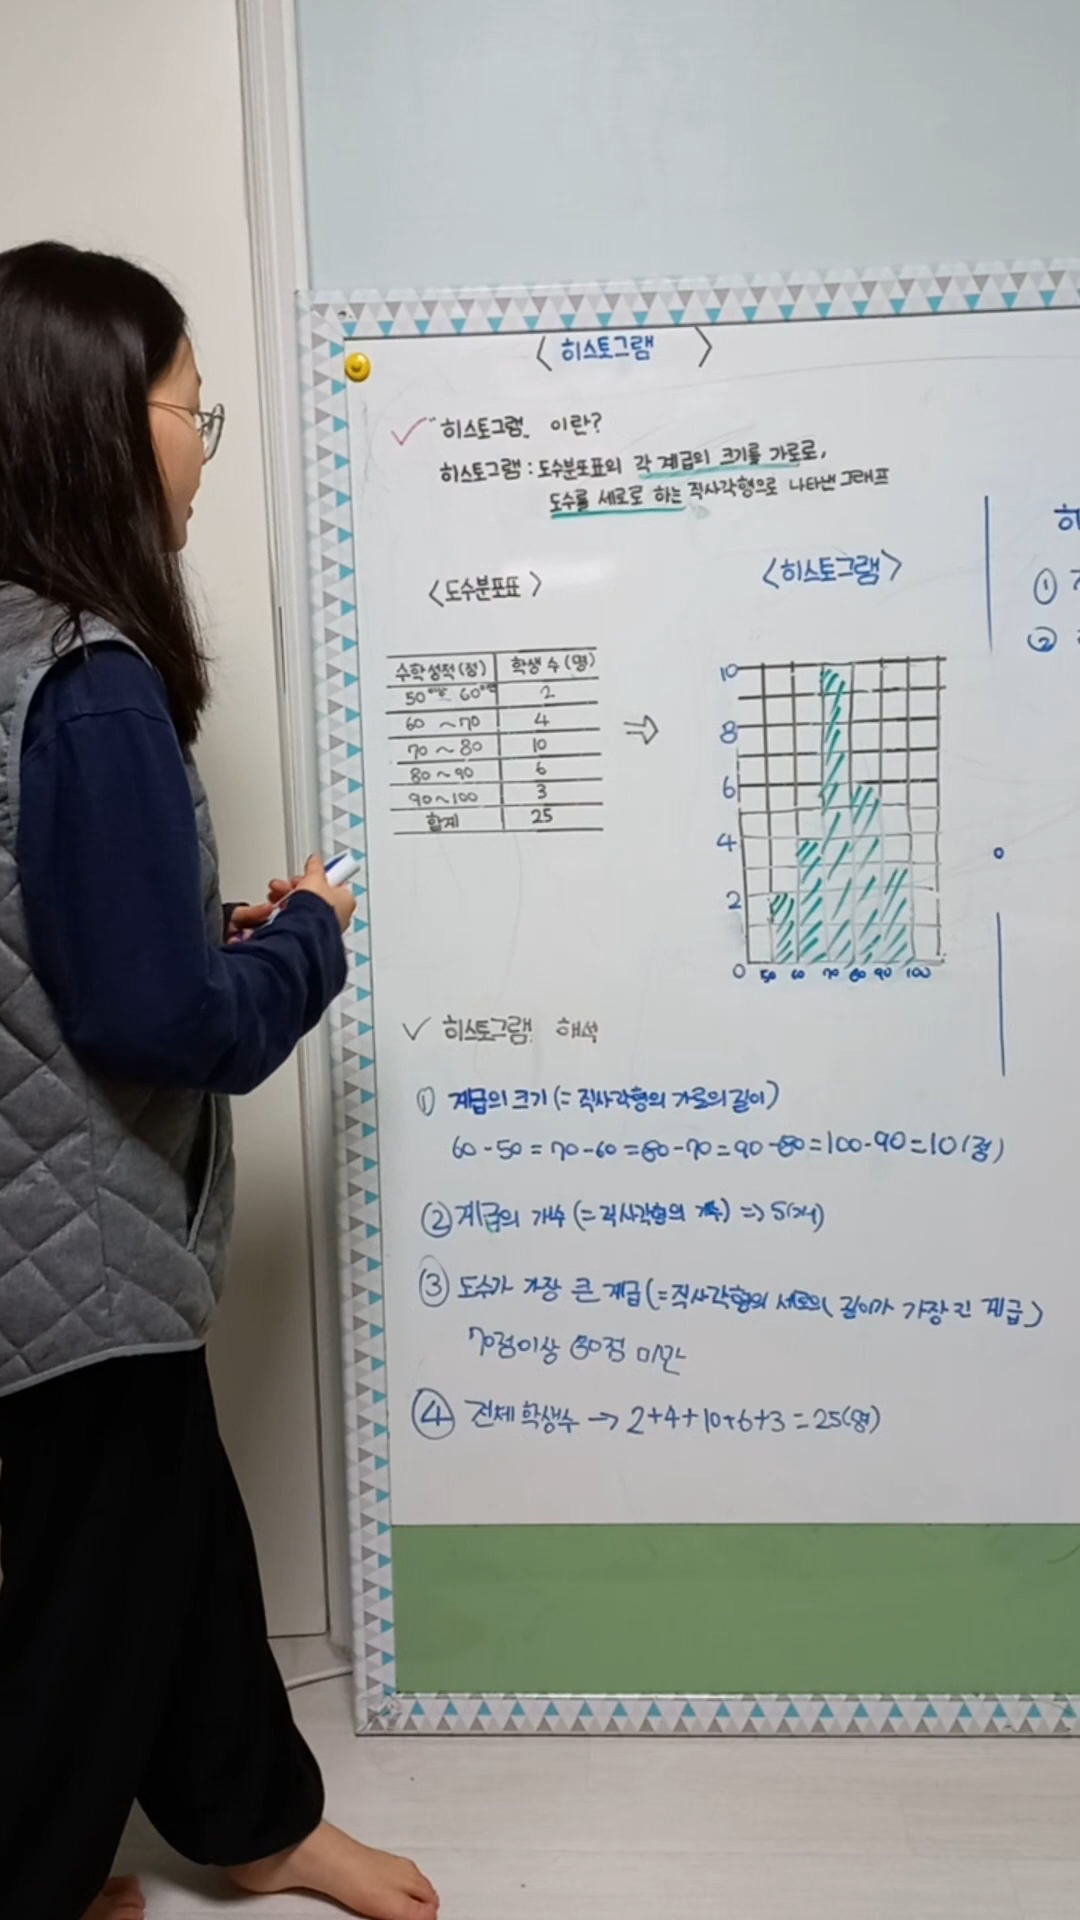 < 히스토그램 >
✓ "히스토그램" 이란?
히스토그램 : 도수분포표의 각 계급의 크기를 가로로,
도수를 세로로 하는 직사각형으로 나타낸 그래프
<도수분포표>
수학성적(점) 학생 수(명)
50이상~ 60미만 2
60 ~70 4
70 ~ 80 10
80 ~ 90 6
90~100 3
합계 25
⇒
<히스토그램>
10
8
6
4
2
0 50 60 70 80 90 100
✓ 히스토그램 해석
① 계급의 크기 (= 직사각형의 가로의 길이)
60-50 = 70-60 = 80-70 = 90-80 = 100-90 = 10(점)
② 계급의 개수 (= 직사각형의 개수) => 5(개)
③ 도수가 가장 큰 계급 (= 직사각형의 세로의 길이가 가장 긴 계급)
70점이상 80점 미만
④ 전체 학생수 → 2+4+10+6+3 = 25(명)
히
①
②